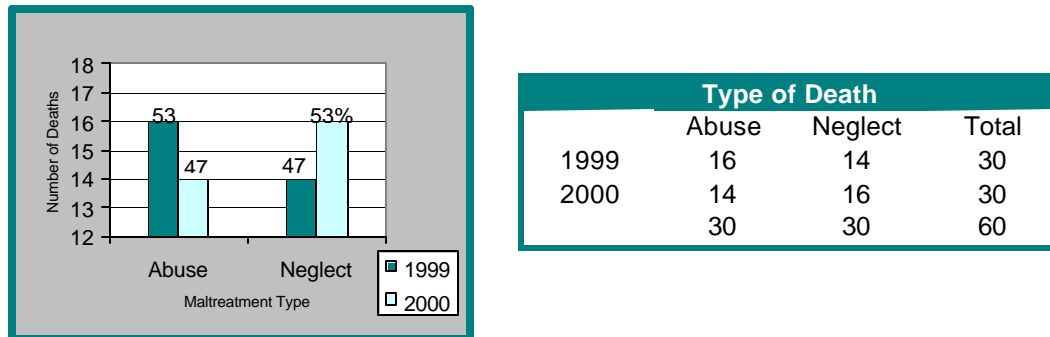 18
17
16
15
14
13
12
Number of Deaths
53
47
47
53%
Abuse Neglect
Maltreatment Type
1999
2000
Type of Death
Abuse Neglect Total
1999 16 14 30
2000 14 16 30
30 30 60